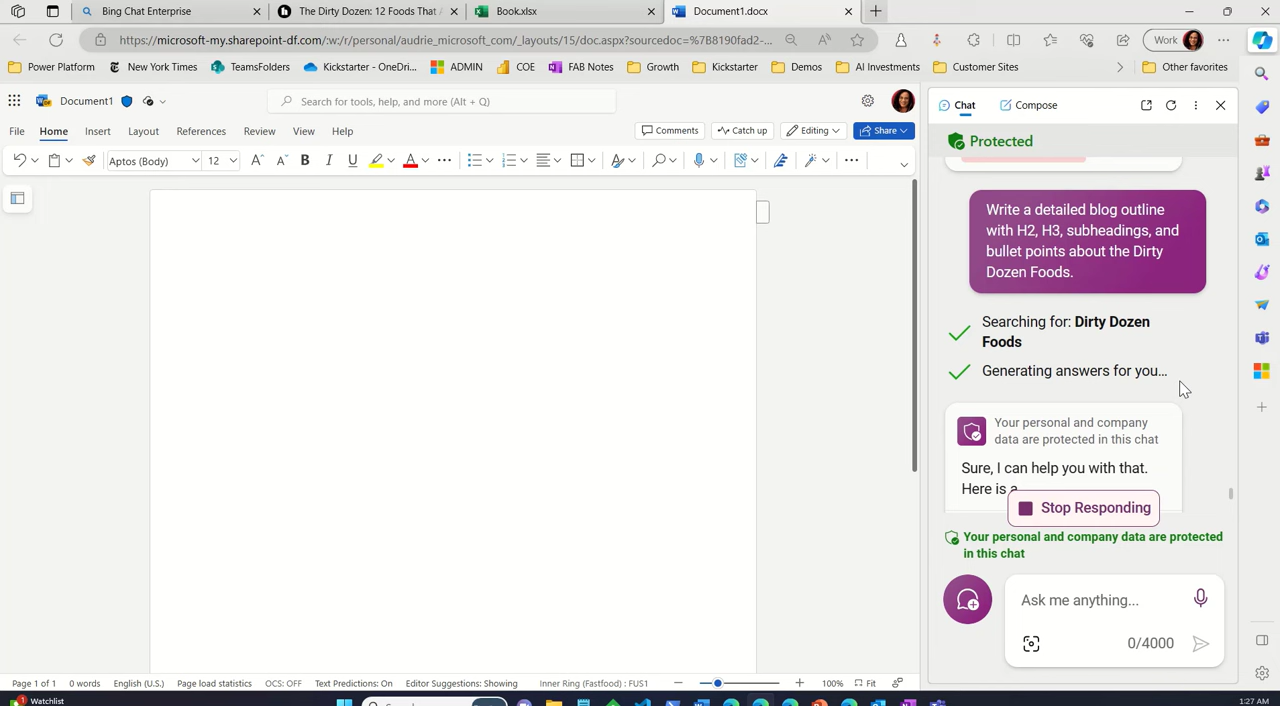 Bing Chat Enterprise
The Dirty Dozen: 12 Foods That
Book.xlsx
Document1.docx
https://microsoft-my.sharepoint-df.com/:w:/r/personal/audrie_microsoft_com/_layouts/15/doc.aspx?sourcedoc=%7B8190fad2-...
Work
Power Platform
New York Times
TeamsFolders
Kickstarter - OneDri...
ADMIN
COE
FAB Notes
Growth
Kickstarter
Demos
AI Investments
Customer Sites
Other favorites
Document1
Search for tools, help, and more (Alt + Q)
File Home Insert Layout References Review View Help
Comments Catch up Editing Share
Aptos (Body) 12
Chat Compose
Protected
Write a detailed blog outline
with H2, H3, subheadings, and
bullet points about the Dirty
Dozen Foods.
Searching for: Dirty Dozen
Foods
Generating answers for you...
Your personal and company
data are protected in this chat
Sure, I can help you with that.
Here is a
Stop Responding
Your personal and company data are protected
in this chat
Ask me anything...
0/4000
Page 1 of 1 0 words English (U.S.) Page load statistics OCS: OFF Text Predictions: On Editor Suggestions: Showing Inner Ring (Fastfood) : FUS1 100% Fit
1
Watchlist
1:27 AM